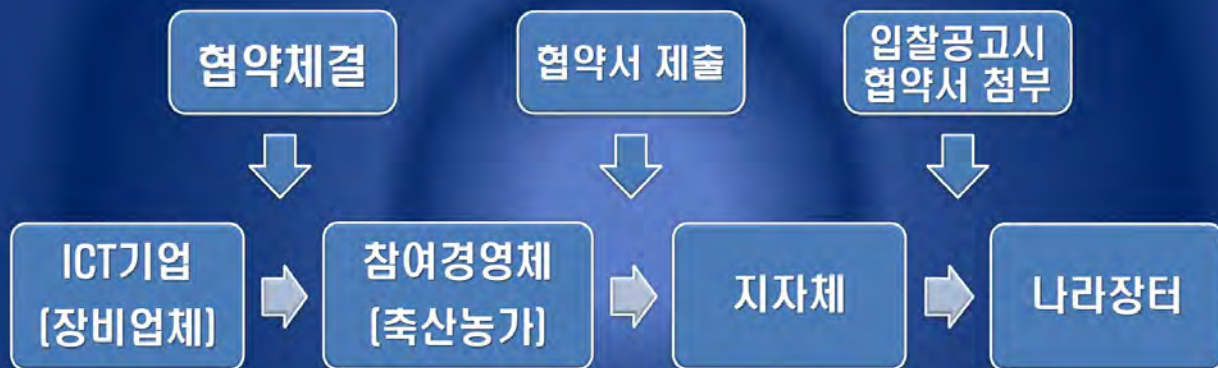 협약체결
협약서 제출
입찰공고시
협약서 첨부
ICT기업
(장비업체)
참여경영체
(축산농가)
지자체
나라장터